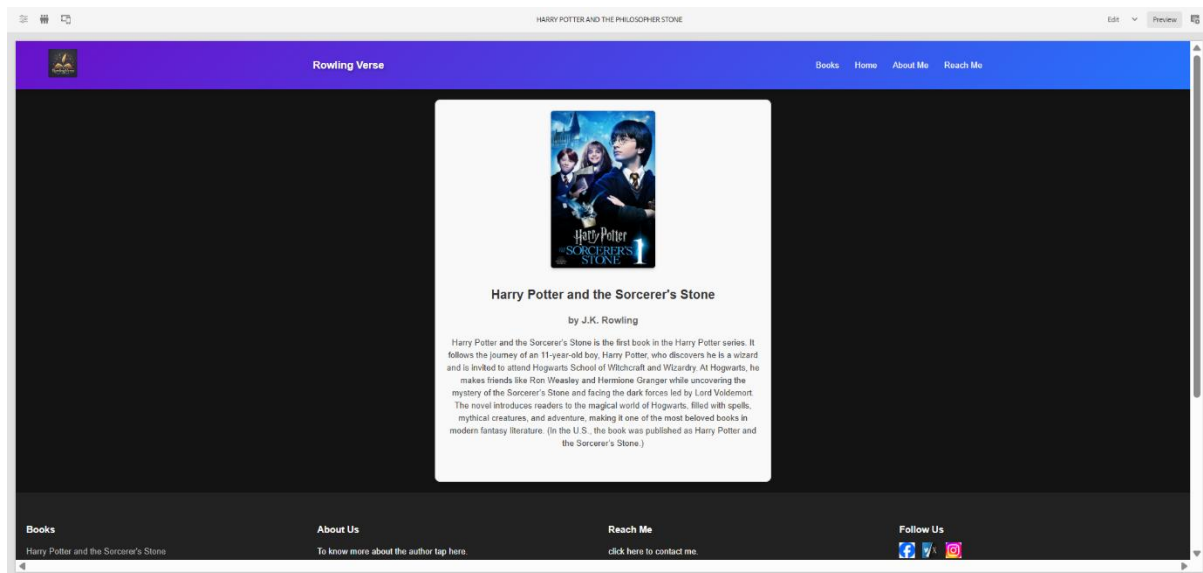 HARRY POTTER AND THE PHILOSOPHER STONE
Edit
Preview
Rowling Verse
Books Home About Me Reach Me
Harry Potter
SORCERER'S
STONE
1
Harry Potter and the Sorcerer's Stone
by J.K. Rowling
Harry Potter and the Sorcerer's Stone is the first book in the Harry Potter series. It
follows the journey of an 11-year-old boy, Harry Potter, who discovers he is a wizard
and is invited to attend Hogwarts School of Witchcraft and Wizardry. At Hogwarts, he
makes friends like Ron Weasley and Hermione Granger while uncovering the
mystery of the Sorcerer's Stone and facing the dark forces led by Lord Voldemort.
The novel introduces readers to the magical world of Hogwarts, filled with spells,
mythical creatures, and adventure, making it one of the most beloved books in
modern fantasy literature. (In the U.S., the book was published as Harry Potter and
the Sorcerer's Stone.)
Books
Harry Potter and the Sorcerer's Stone
About Us
To know more about the author tap here.
Reach Me
click here to contact me.
Follow Us